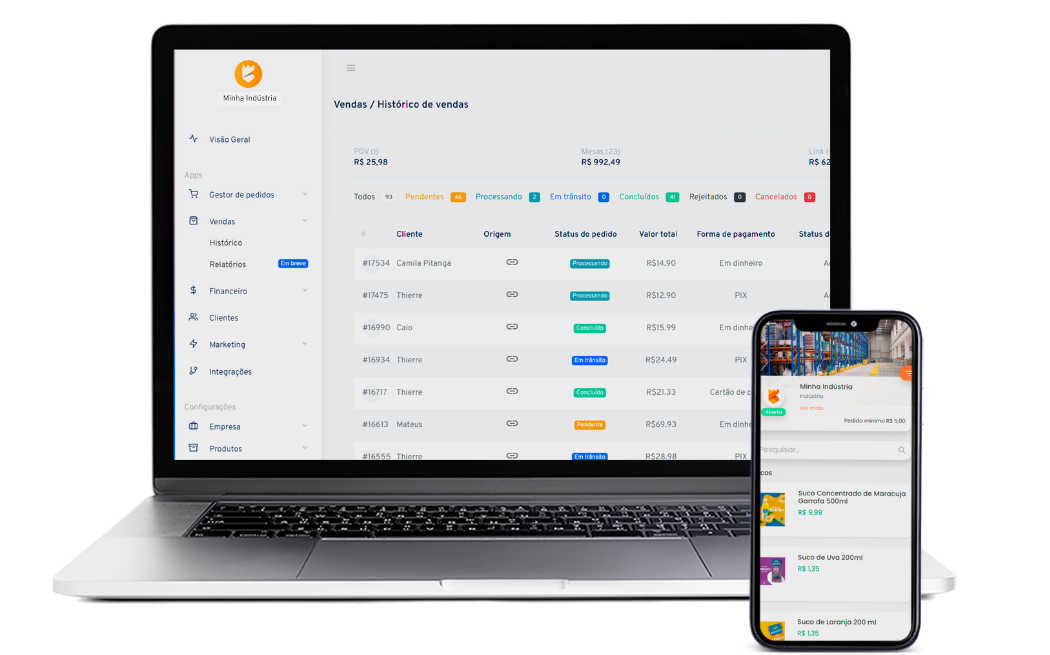 Minha Indústria
Visão Geral
Apps
Gestor de pedidos
Vendas
Histórico
Relatórios Em breve
Financeiro
Clientes
Marketing
Integrações
Configurações
Empresa
Produtos
Vendas / Histórico de vendas
PDV (1) Mesas (23) Link (
R$ 25,98 R$ 992,49 R$ 62
Todos 93 Pendentes 46 Processando 2 Em trânsito 0 Concluídos 41 Rejeitados 0 Cancelados 0
# Cliente Origem Status do pedido Valor total Forma de pagamento Status d
#17534 Camila Pitanga Processando R$14.90 Em dinheiro A
#17475 Thierre Processando R$12.90 PIX A
#16990 Caio Concluído R$15.99 Em dinhe
#16934 Thierre Em trânsito R$24.49 PIX
#16717 Thierre Concluído R$21.33 Cartão de c
#16613 Mateus Pendente R$69.93 Em dinhe
#16555 Thierre Em trânsito R$28.98 PIX
Minha Indústria
Indústria
Ver mais
Aberto
Pedido mínimo R$ 5,00
Pesquisar..
cos
Suco Concentrado de Maracuja
Garrafa 500ml
R$ 9,99
Suco de Uva 200ml
R$ 1,35
Suco de Laranja 200 ml
R$ 1,35